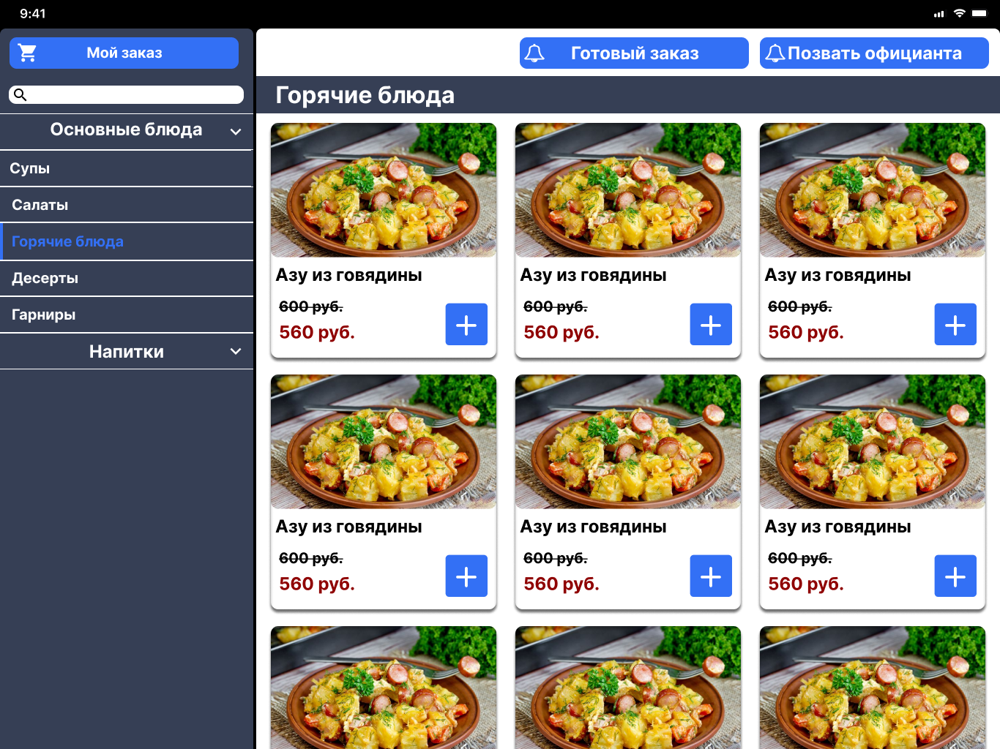 9:41
Мой заказ
Готовый заказ
Позвать официанта
Горячие блюда
Основные блюда
Супы
Салаты
Горячие блюда
Десерты
Гарниры
Напитки
Азу из говядины
Азу из говядины
Азу из говядины
600 руб.
600 руб.
600 руб.
560 руб.
560 руб.
560 руб.
Азу из говядины
Азу из говядины
Азу из говядины
600 руб.
600 руб.
600 руб.
560 руб.
560 руб.
560 руб.